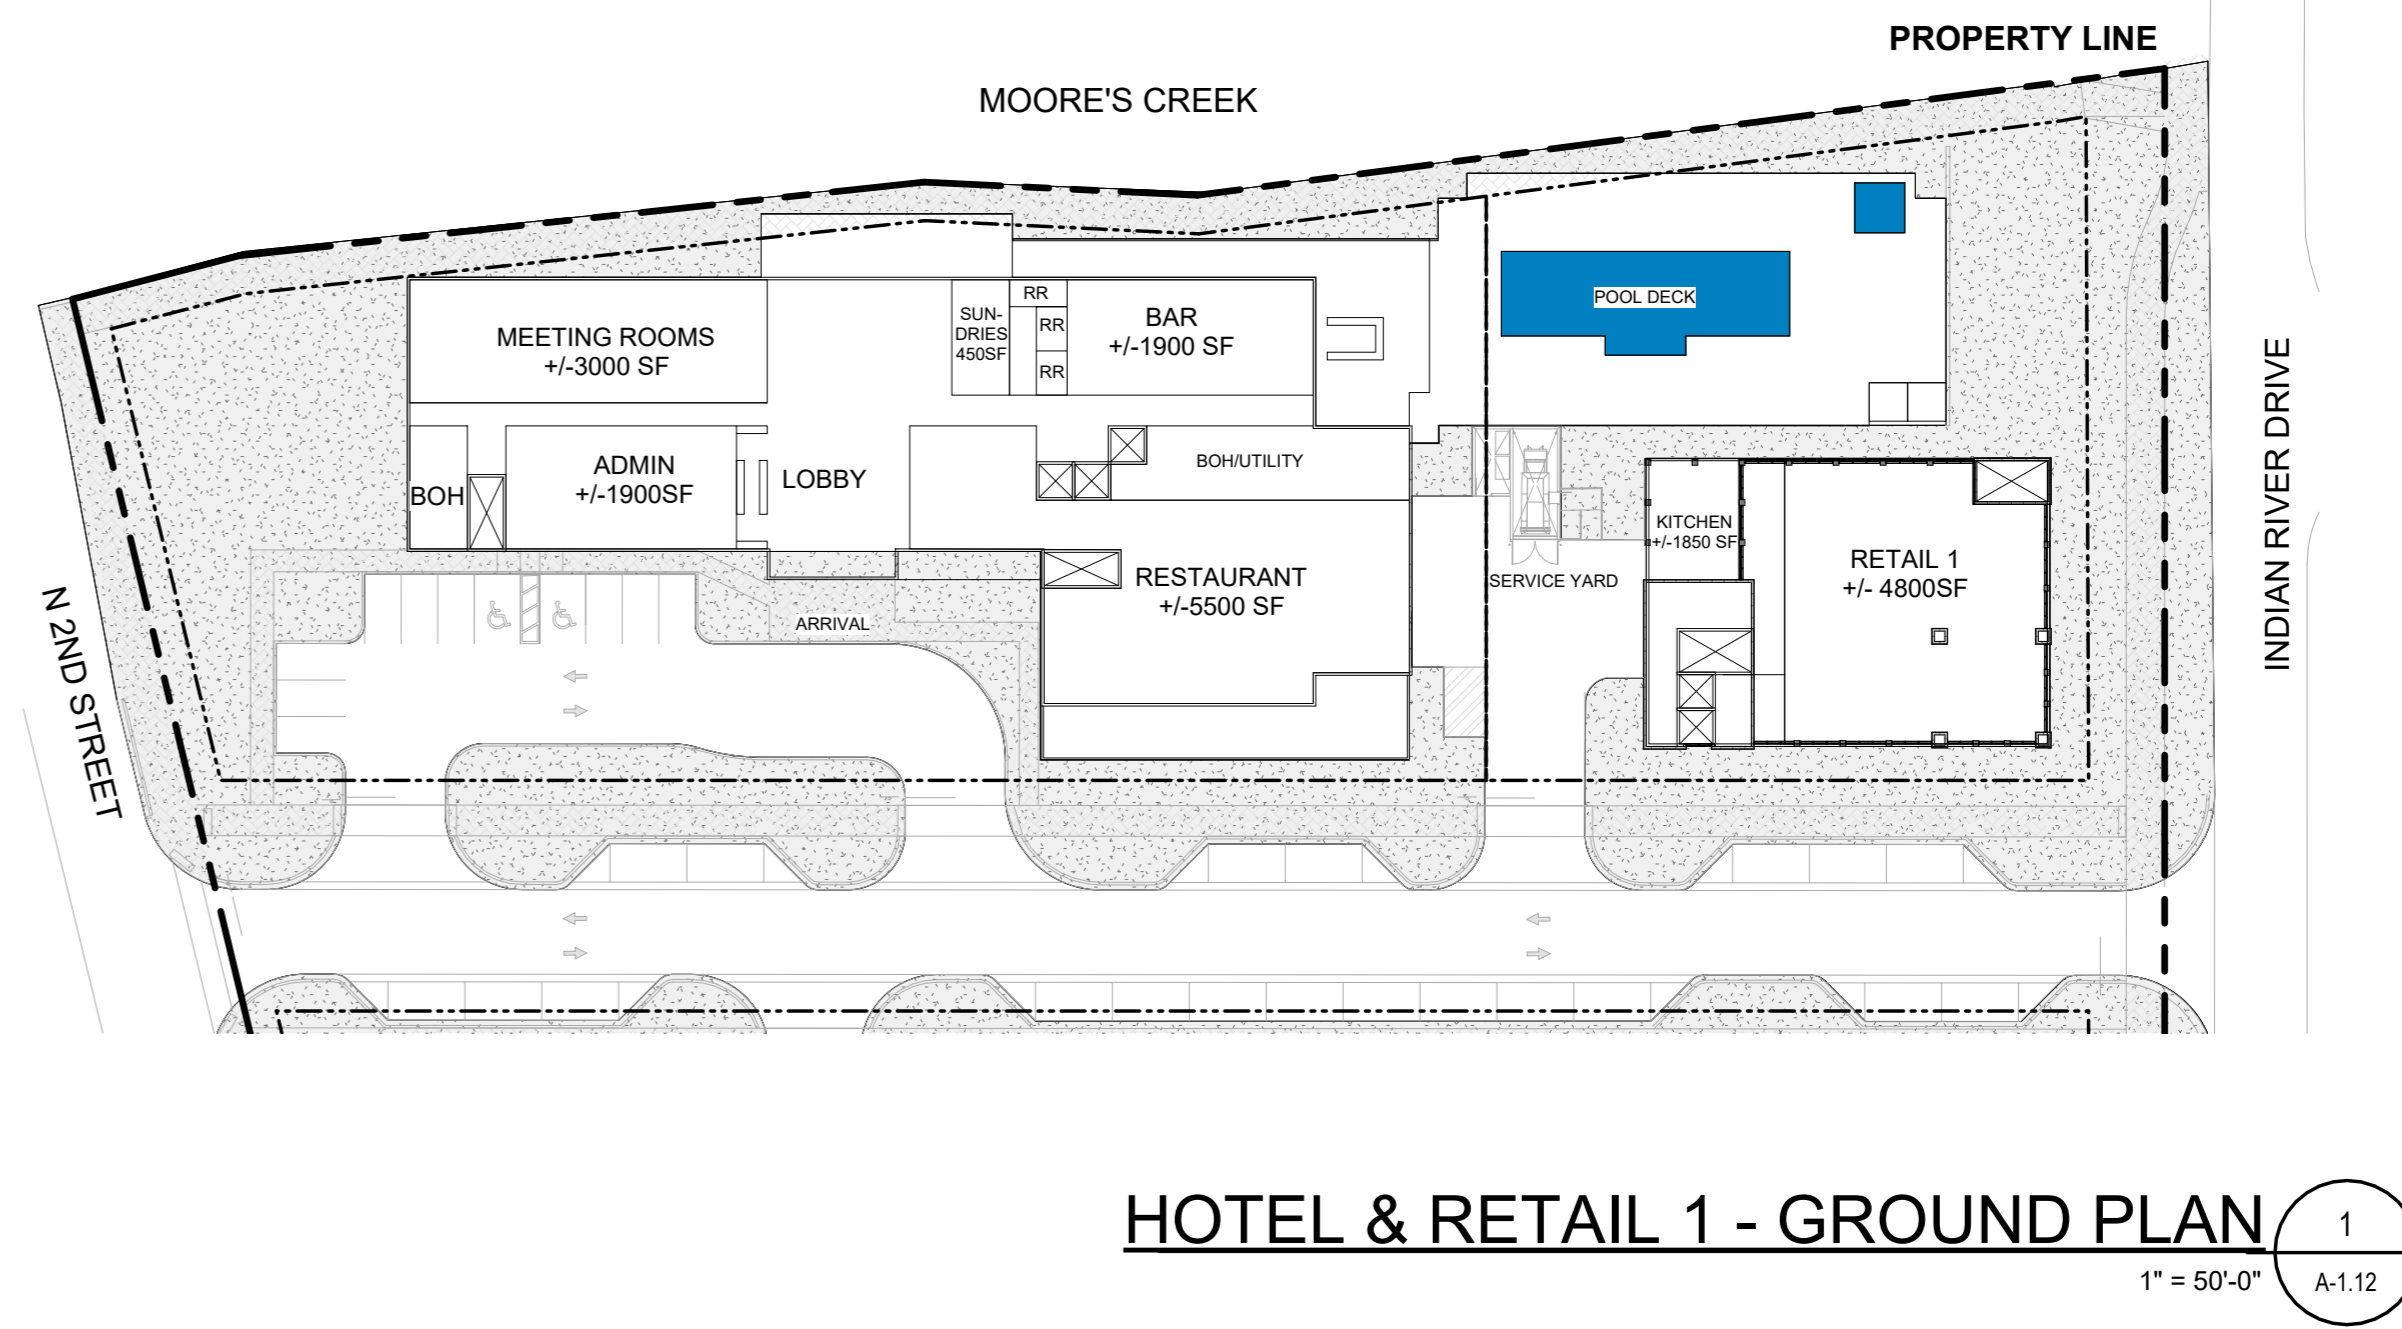 PROPERTY LINE
MOORE'S CREEK
MEETING ROOMS
+/-3000 SF
SUN-
DRIES
450SF
RR
RR
RR
BAR
+/-1900 SF
POOL DECK
BOH
ADMIN
+/-1900SF
LOBBY
BOH/UTILITY
KITCHEN
+/-1850 SF
RETAIL 1
+/- 4800SF
RESTAURANT
+/-5500 SF
SERVICE YARD
ARRIVAL
N 2ND STREET
INDIAN RIVER DRIVE
HOTEL & RETAIL 1 - GROUND PLAN
1
1" = 50'-0"
A-1.12